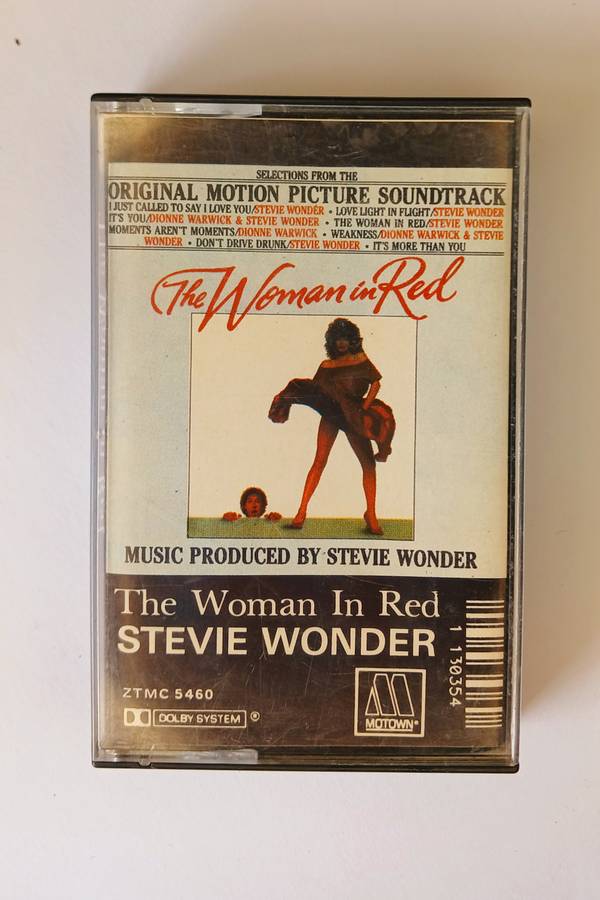 SELECTIONS FROM THE
ORIGINAL MOTION PICTURE SOUNDTRACK
I JUST CALLED TO SAY I LOVE YOU/STEVIE WONDER • LOVE LIGHT IN FLIGHT/STEVIE WONDER
IT'S YOU/DIONNE WARWICK & STEVIE WONDER • THE WOMAN IN RED/STEVIE WONDER
MOMENTS AREN'T MOMENTS/DIONNE WARWICK • WEAKNESS/DIONNE WARWICK & STEVIE
WONDER • DON'T DRIVE DRUNK/STEVIE WONDER • IT'S MORE THAN YOU
The Woman in Red
MUSIC PRODUCED BY STEVIE WONDER
The Woman In Red
STEVIE WONDER
ZTMC 5460
DOLBY SYSTEM ®
MOTOWN®
1 130354